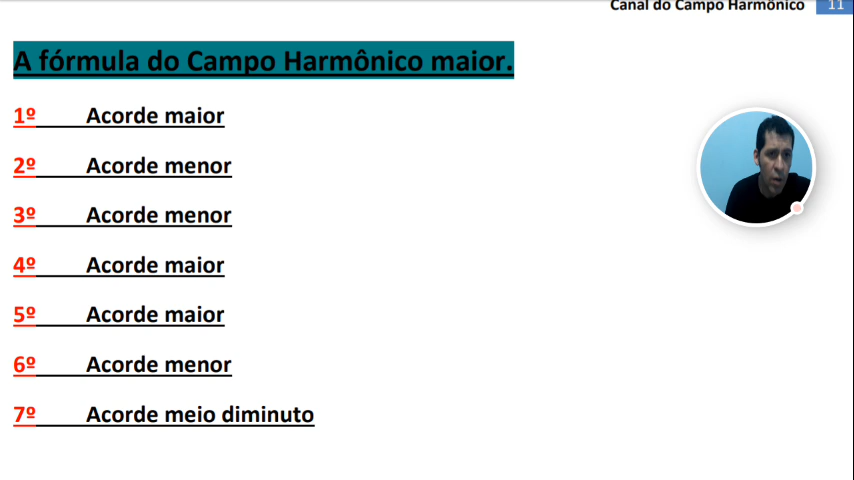 Canal do Campo Harmônico 11
A fórmula do Campo Harmônico maior.
1º Acorde maior
2º Acorde menor
3º Acorde menor
4º Acorde maior
5º Acorde maior
6º Acorde menor
7º Acorde meio diminuto